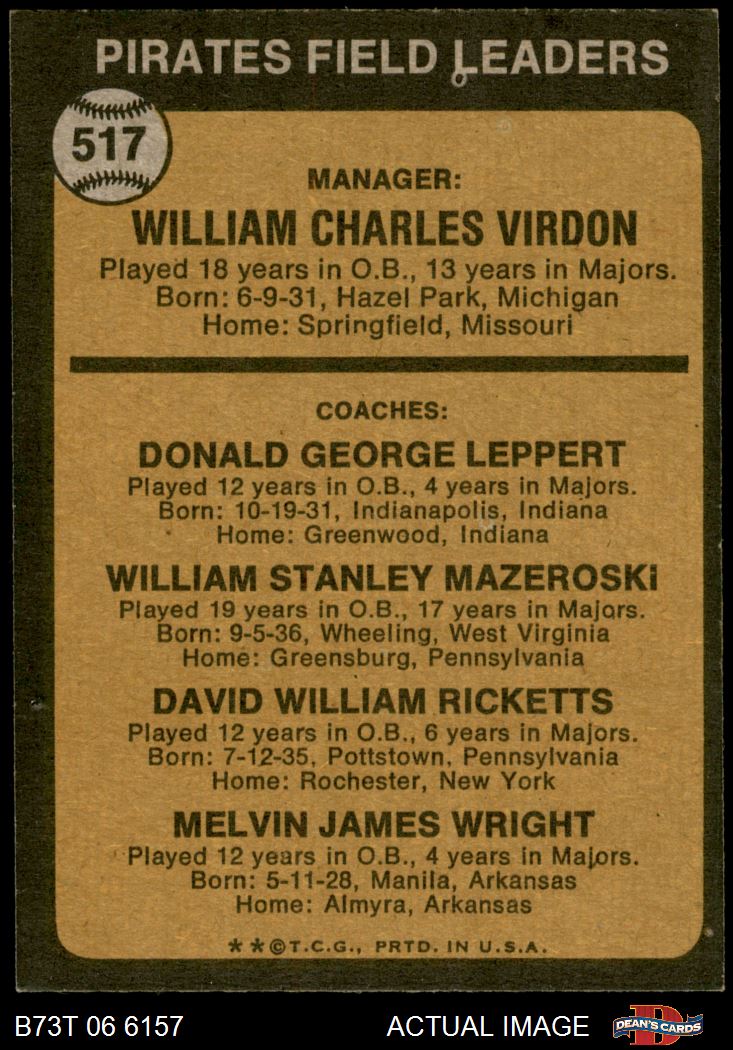 PIRATES FIELD LEADERS
517
MANAGER:
WILLIAM CHARLES VIRDON
Played 18 years in O.B., 13 years in Majors.
Born: 6-9-31, Hazel Park, Michigan
Home: Springfield, Missouri
COACHES:
DONALD GEORGE LEPPERT
Played 12 years in O.B., 4 years in Majors.
Born: 10-19-31, Indianapolis, Indiana
Home: Greenwood, Indiana
WILLIAM STANLEY MAZEROSKi
Played 19 years in O.B., 17 years in Majors.
Born: 9-5-36, Wheeling, West Virginia
Home: Greensburg, Pennsylvania
DAVID WILLIAM RICKETTS
Played 12 years in O.B., 6 years in Majors.
Born: 7-12-35, Pottstown, Pennsylvania
Home: Rochester, New York
MELVIN JAMES WRIGHT
Played 12 years in O.B., 4 years in Majors.
Born: 5-11-28, Manila, Arkansas
Home: Almyra, Arkansas
**©T.C.G., PRTD. IN U.S.A.
B73T 06 6157 ACTUAL IMAGE D DEAN'S CARDS